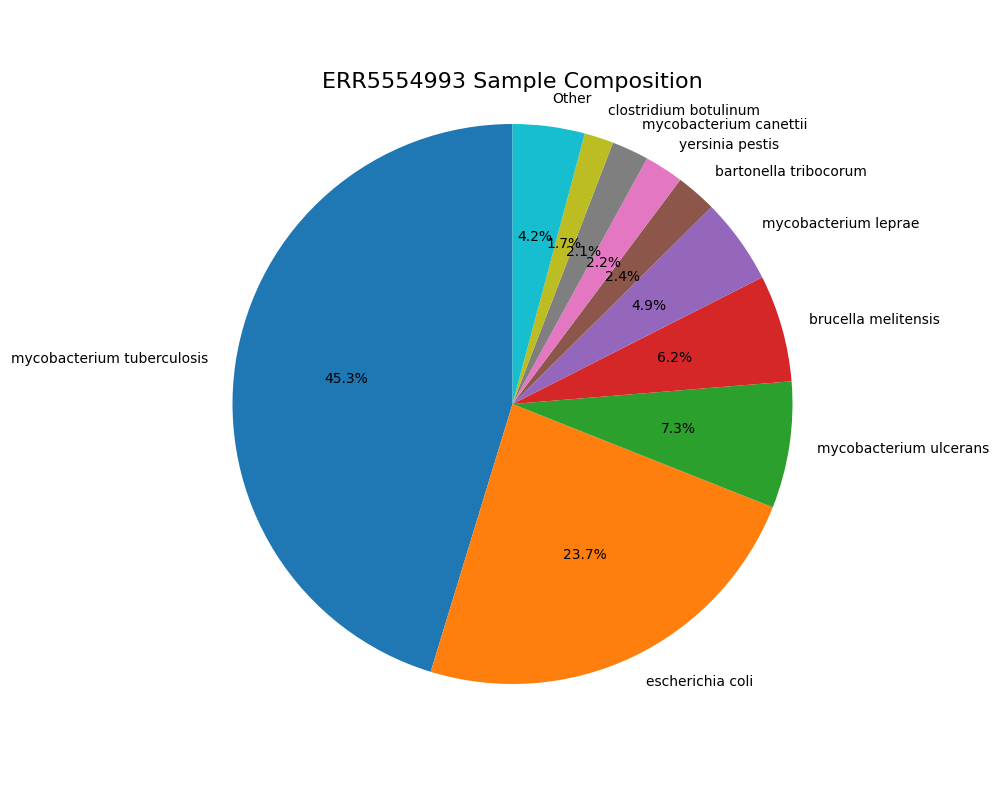 ERR5554993 Sample Composition
Other
clostridium botulinum
mycobacterium canettii
yersinia pestis
bartonella tribocorum
mycobacterium leprae
brucella melitensis
mycobacterium ulcerans
escherichia coli
mycobacterium tuberculosis
4.2%
1.7%
2.1%
2.2%
2.4%
4.9%
6.2%
7.3%
23.7%
45.3%